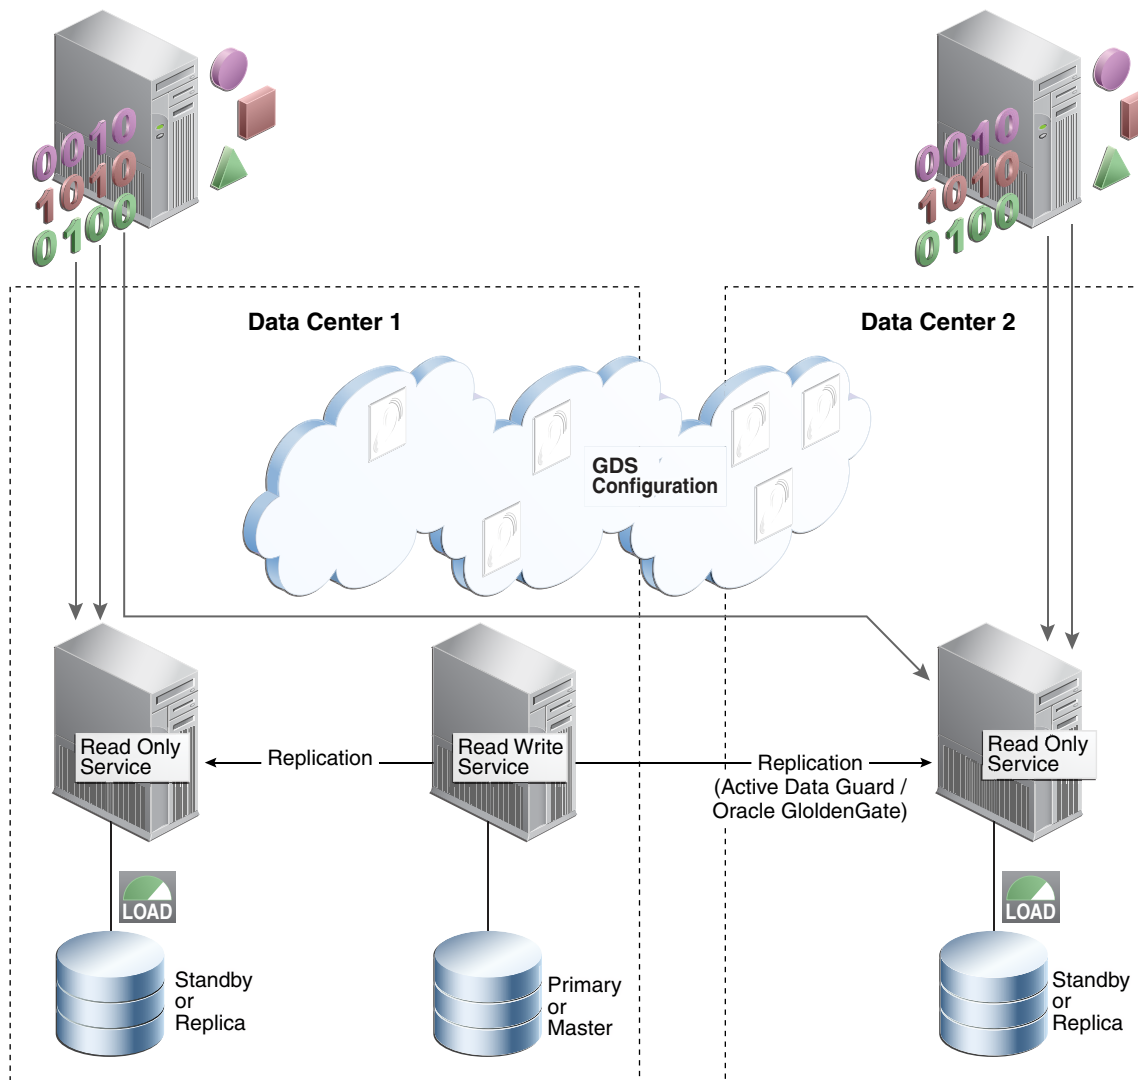 0010
1010
0100
0010
1010
0100
Data Center 1
Data Center 2
GDS
Configuration
Read Only
Service
Replication
Read Write
Service
Replication
(Active Data Guard /
Oracle GloldenGate)
Read Only
Service
LOAD
LOAD
Standby
or
Replica
Primary
or
Master
Standby
or
Replica